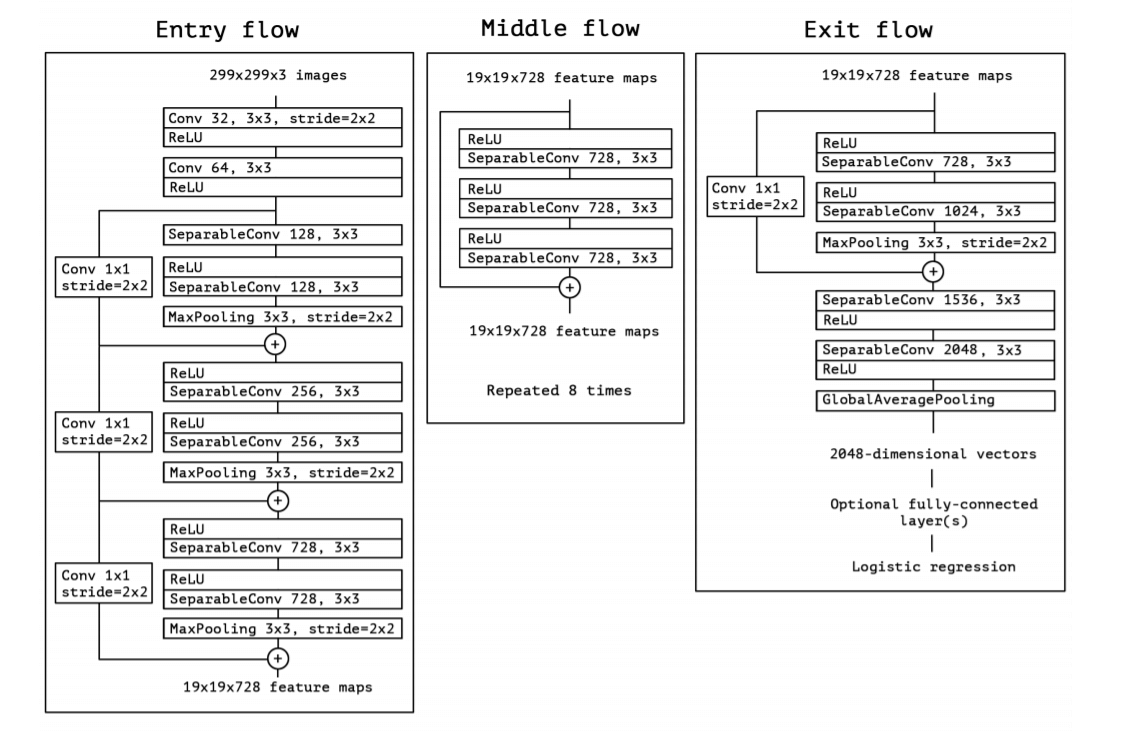 Entry flow
299x299x3 images
Conv 32, 3x3, stride=2x2
ReLU
Conv 64, 3x3
ReLU
SeparableConv 128, 3x3
Conv 1x1
stride=2x2
ReLU
SeparableConv 128, 3x3
MaxPooling 3x3, stride=2x2
+
ReLU
SeparableConv 256, 3x3
Conv 1x1
stride=2x2
ReLU
SeparableConv 256, 3x3
MaxPooling 3x3, stride=2x2
+
ReLU
SeparableConv 728, 3x3
Conv 1x1
stride=2x2
ReLU
SeparableConv 728, 3x3
MaxPooling 3x3, stride=2x2
+
19x19x728 feature maps
Middle flow
19x19x728 feature maps
ReLU
SeparableConv 728, 3x3
ReLU
SeparableConv 728, 3x3
ReLU
SeparableConv 728, 3x3
+
19x19x728 feature maps
Repeated 8 times
Exit flow
19x19x728 feature maps
ReLU
SeparableConv 728, 3x3
Conv 1x1
stride=2x2
ReLU
SeparableConv 1024, 3x3
MaxPooling 3x3, stride=2x2
+
SeparableConv 1536, 3x3
ReLU
SeparableConv 2048, 3x3
ReLU
GlobalAveragePooling
2048-dimensional vectors
Optional fully-connected
layer(s)
Logistic regression